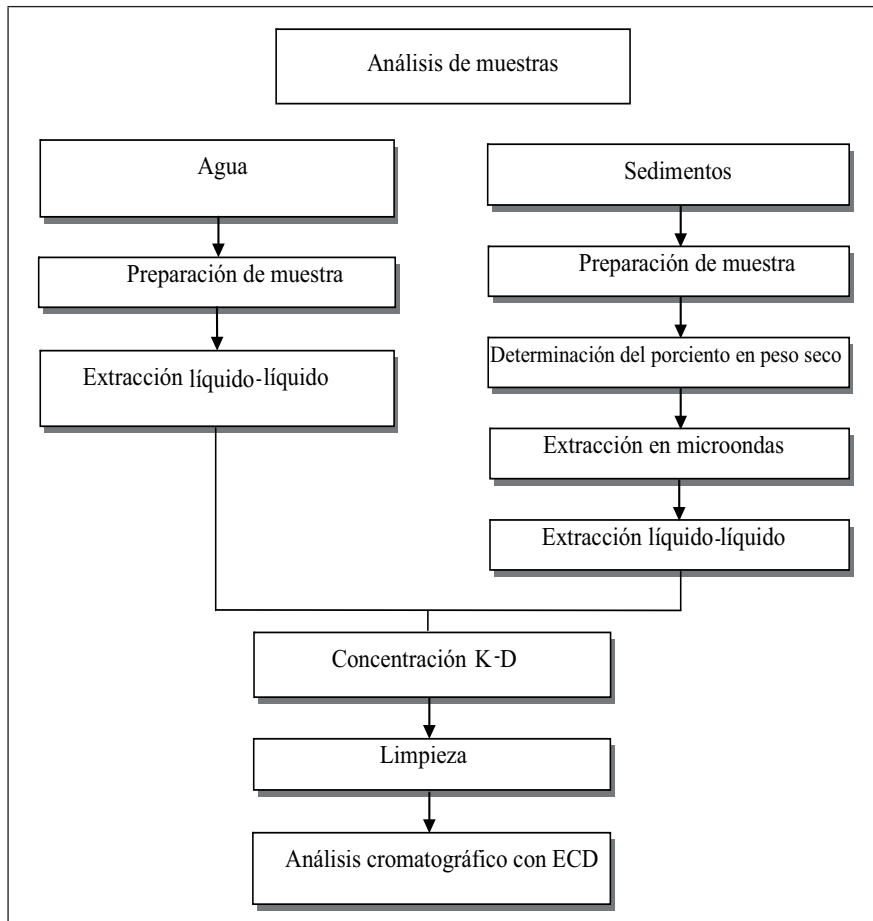 Análisis de muestras
Agua
Preparación de muestra
Extracción líquido-líquido
Sedimentos
Preparación de muestra
Determinación del porciento en peso seco
Extracción en microondas
Extracción líquido-líquido
Concentración K-D
Limpieza
Análisis cromatográfico con ECD